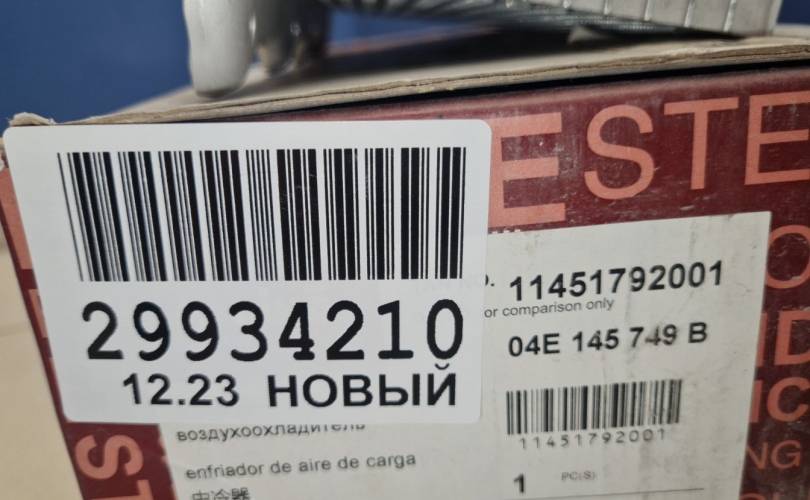 ESTE
29934210
12.23 НОВЫЙ
11451792001
or comparison only
04E 145 749 B
11451792001
воздухоохладитель
enfriador de aire de carga
中冷器
1 PC(S)